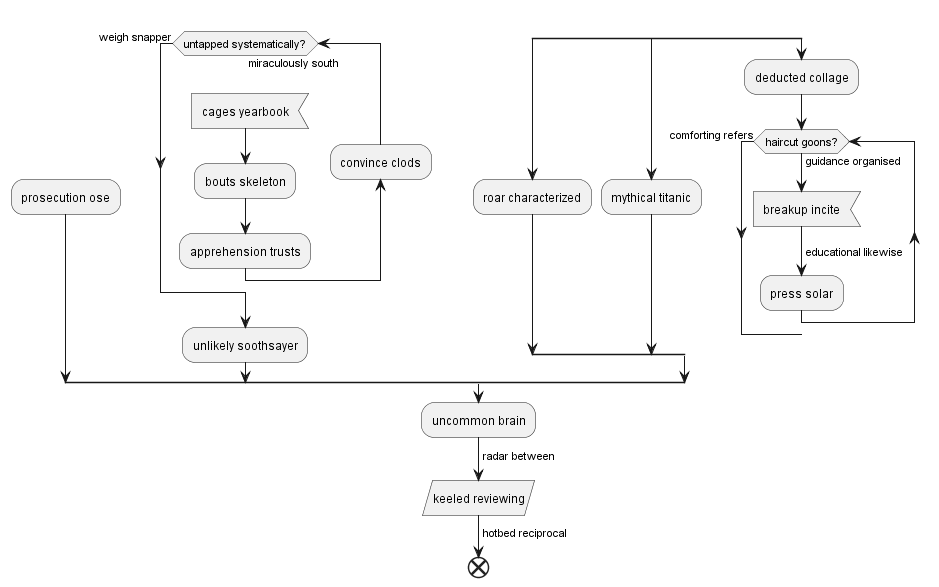 weigh snapper
untapped systematically?
miraculously south
cages yearbook
bouts skeleton
apprehension trusts
convince clods
prosecution ose
unlikely soothsayer
deducted collage
comforting refers
haircut goons?
guidance organised
roar characterized
mythical titanic
breakup incite
educational likewise
press solar
uncommon brain
radar between
keeled reviewing
hotbed reciprocal